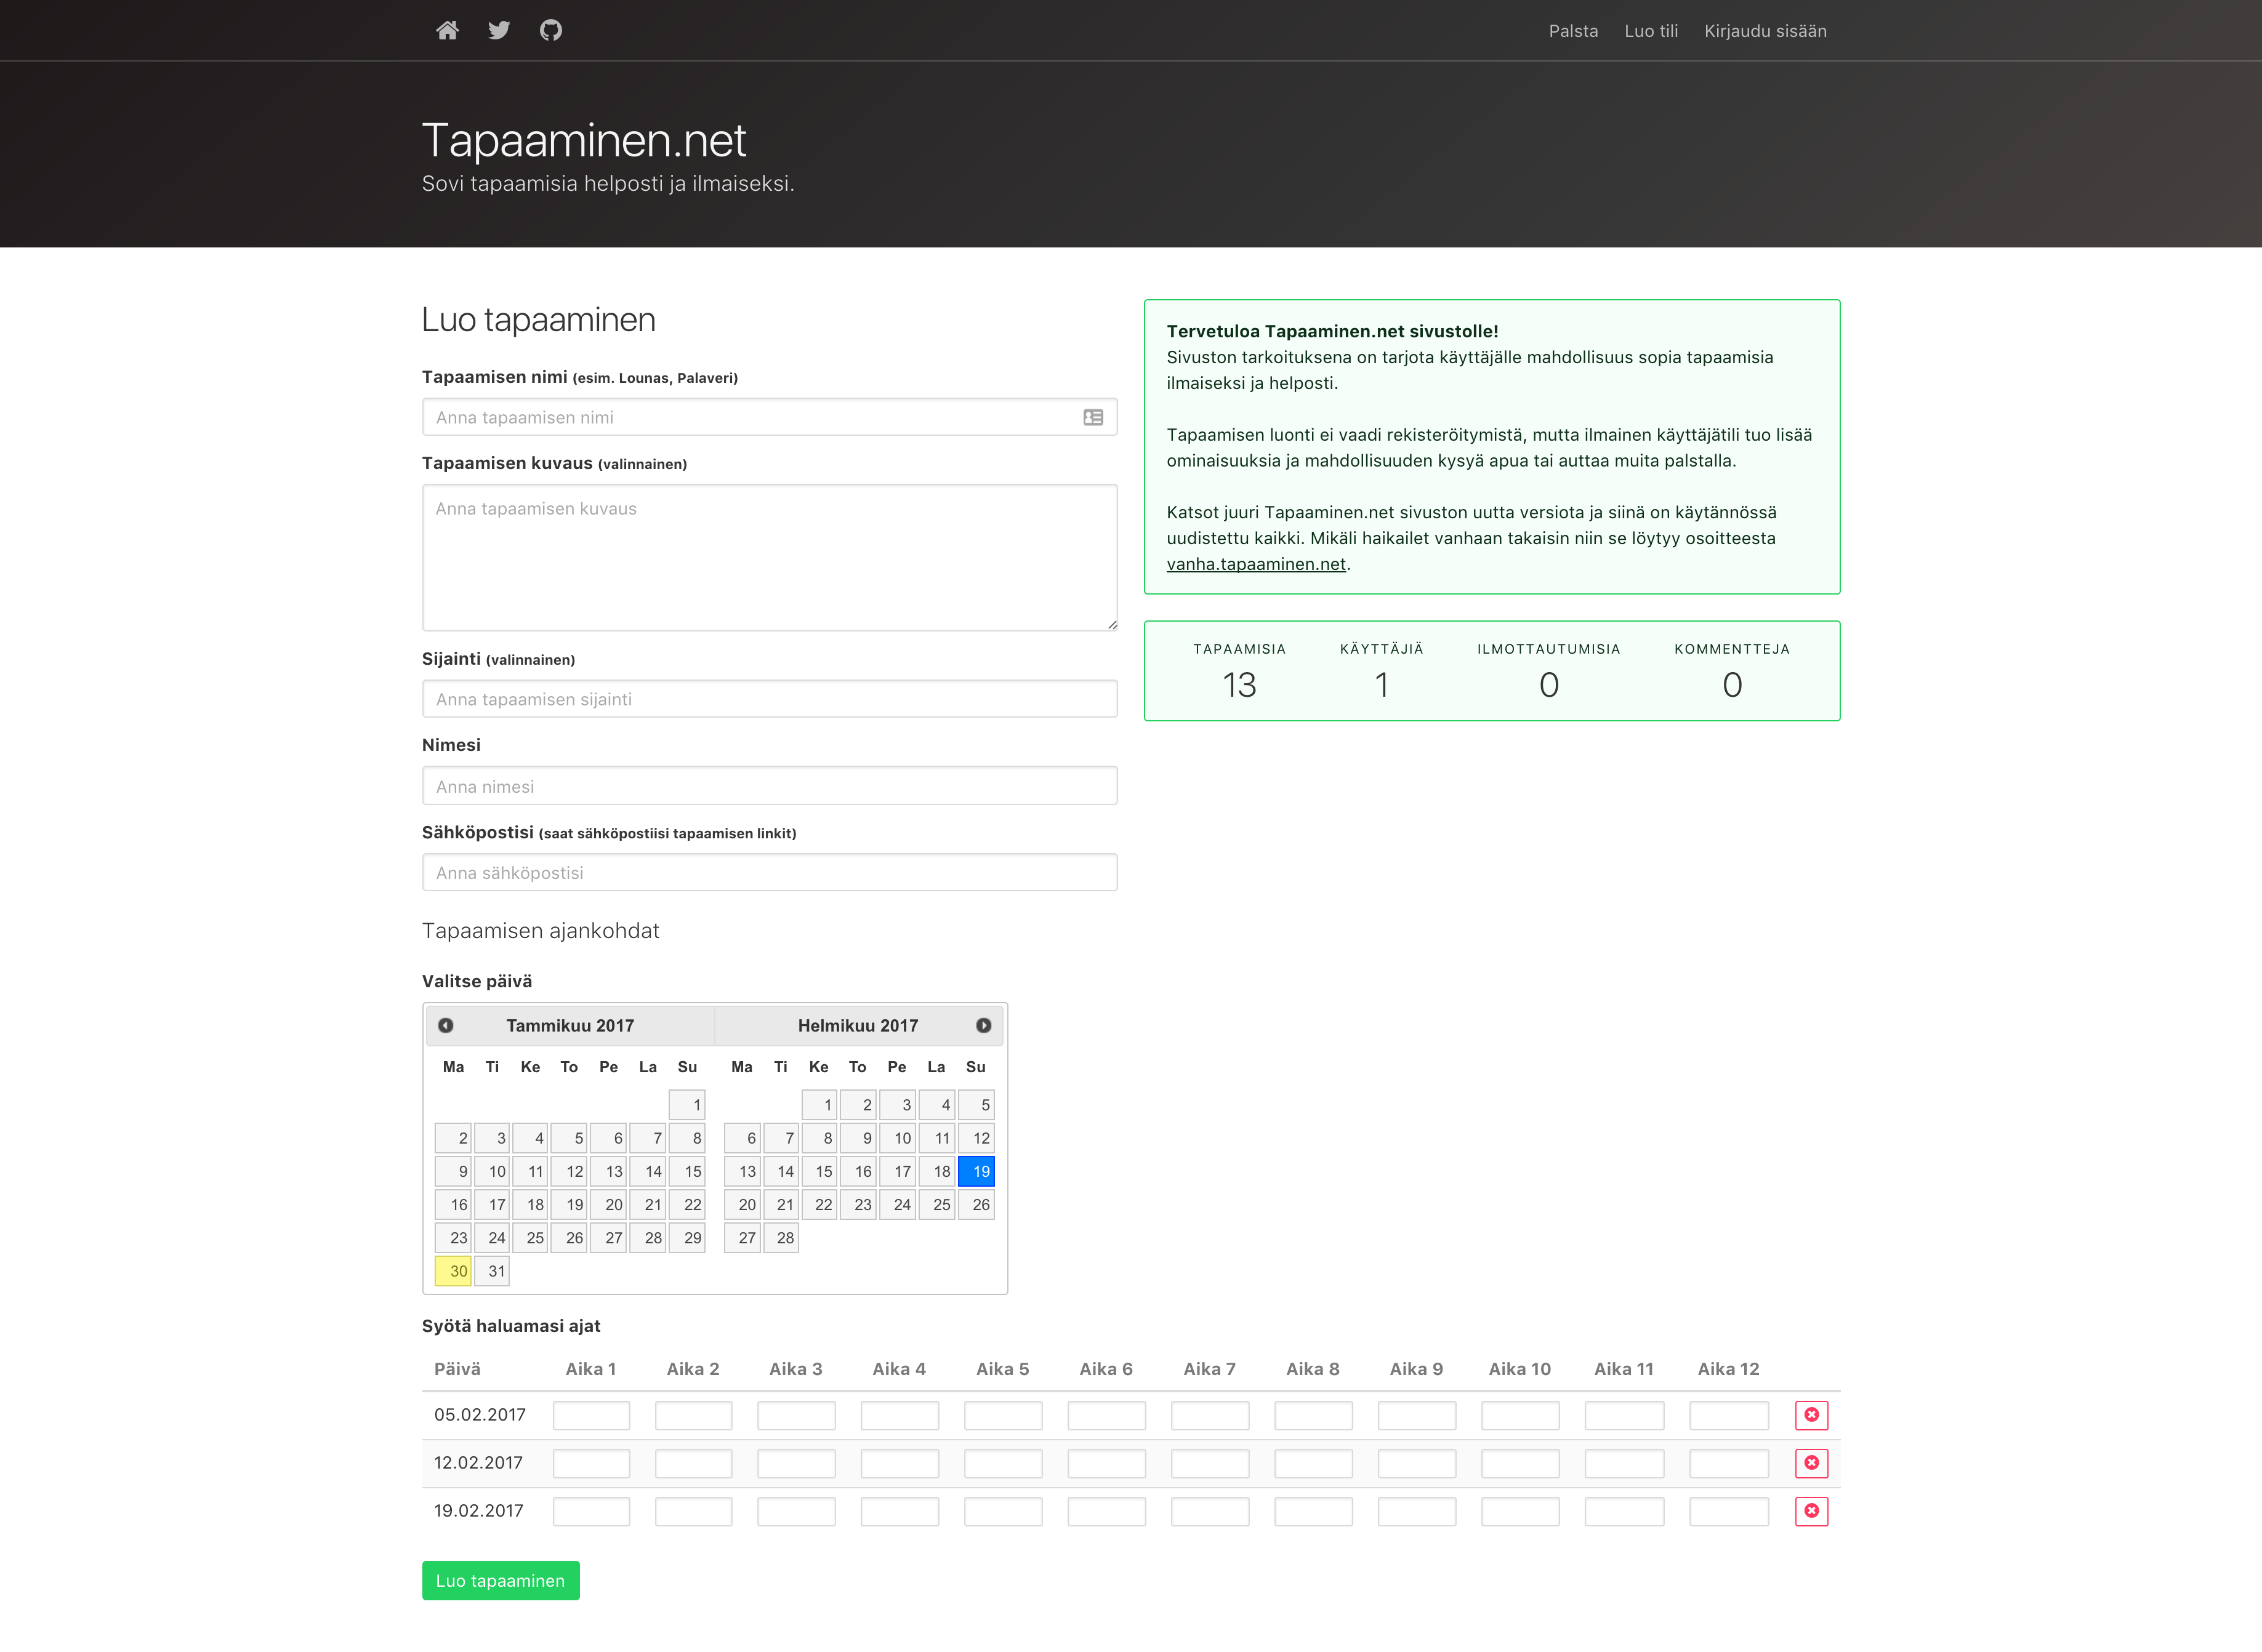 Palsta Luo tili Kirjaudu sisään
Tapaaminen.net
Sovi tapaamisia helposti ja ilmaiseksi.
Luo tapaaminen
Tapaamisen nimi (esim. Lounas, Palaveri)
Anna tapaamisen nimi
Tapaamisen kuvaus (valinnainen)
Anna tapaamisen kuvaus
Sijainti (valinnainen)
Anna tapaamisen sijainti
Nimesi
Anna nimesi
Sähköpostisi (saat sähköpostiisi tapaamisen linkit)
Anna sähköpostisi
Tervetuloa Tapaaminen.net sivustolle!
Sivuston tarkoituksena on tarjota käyttäjälle mahdollisuus sopia tapaamisia
ilmaiseksi ja helposti.
Tapaamisen luonti ei vaadi rekisteröitymistä, mutta ilmainen käyttäjätili tuo lisää
ominaisuuksia ja mahdollisuuden kysyä apua tai auttaa muita palstalla.
Katsot juuri Tapaaminen.net sivuston uutta versiota ja siinä on käytännössä
uudistettu kaikki. Mikäli haikailet vanhaan takaisin niin se löytyy osoitteesta
vanha.tapaaminen.net.
TAPAAMISIA KÄYTTÄJIÄ ILMOTTAUTUMISIA KOMMENTTEJA
13 1 0 0
Tapaamisen ajankohdat
Valitse päivä
Tammikuu 2017
Ma Ti Ke To Pe La Su
1
2 3 4 5 6 7 8
9 10 11 12 13 14 15
16 17 18 19 20 21 22
23 24 25 26 27 28 29
30 31
Helmikuu 2017
Ma Ti Ke To Pe La Su
1 2 3 4 5
6 7 8 9 10 11 12
13 14 15 16 17 18 19
20 21 22 23 24 25 26
27 28
Syötä haluamasi ajat
Päivä Aika 1 Aika 2 Aika 3 Aika 4 Aika 5 Aika 6 Aika 7 Aika 8 Aika 9 Aika 10 Aika 11 Aika 12
05.02.2017
12.02.2017
19.02.2017
Luo tapaaminen